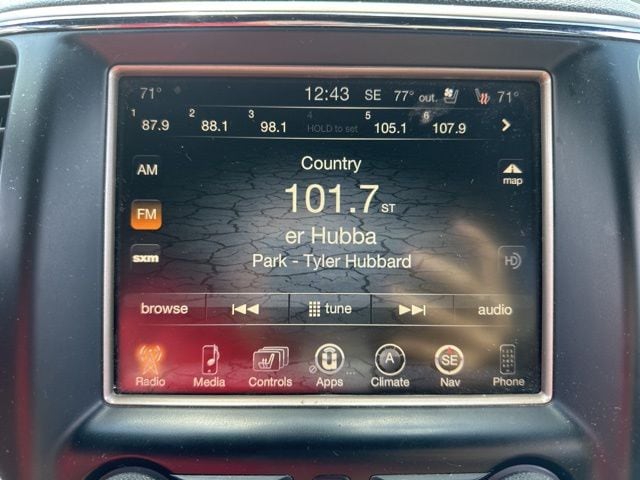 71° 12:43 SE 77° out. 71°
1 87.9 2 88.1 3 98.1 4 HOLD to set 5 105.1 6 107.9
Country
AM
map
101.7 ST
FM
er Hubba
sxm
Park - Tyler Hubbard
HD
browse tune audio
A SE
Radio Media Controls Apps Climate Nav Phone